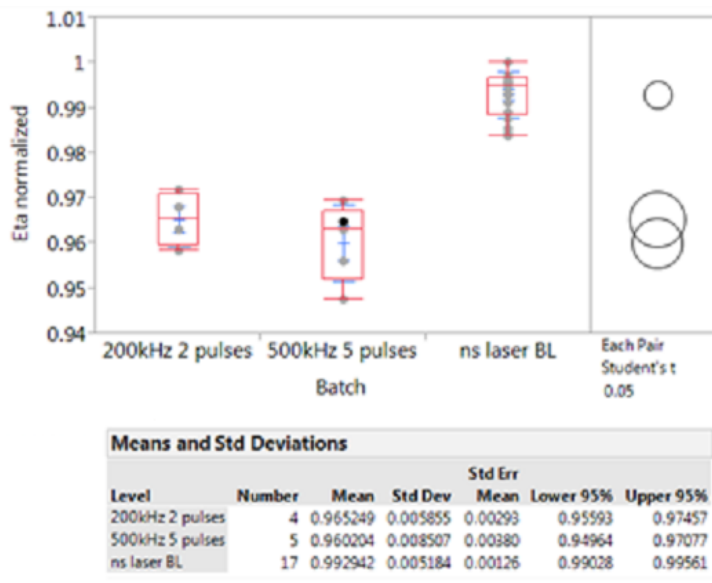 1.01
1
0.99
0.98
0.97
0.96
0.95
0.94
Eta normalized
200kHz 2 pulses 500kHz 5 pulses ns laser BL
Batch
Each Pair
Student's t
0.05
Means and Std Deviations
Std Err
Level Number Mean Std Dev Mean Lower 95% Upper 95%
200kHz 2 pulses 4 0.965249 0.005855 0.00293 0.95593 0.97457
500kHz 5 pulses 5 0.960204 0.008507 0.00380 0.94964 0.97077
ns laser BL 17 0.992942 0.005184 0.00126 0.99028 0.99561